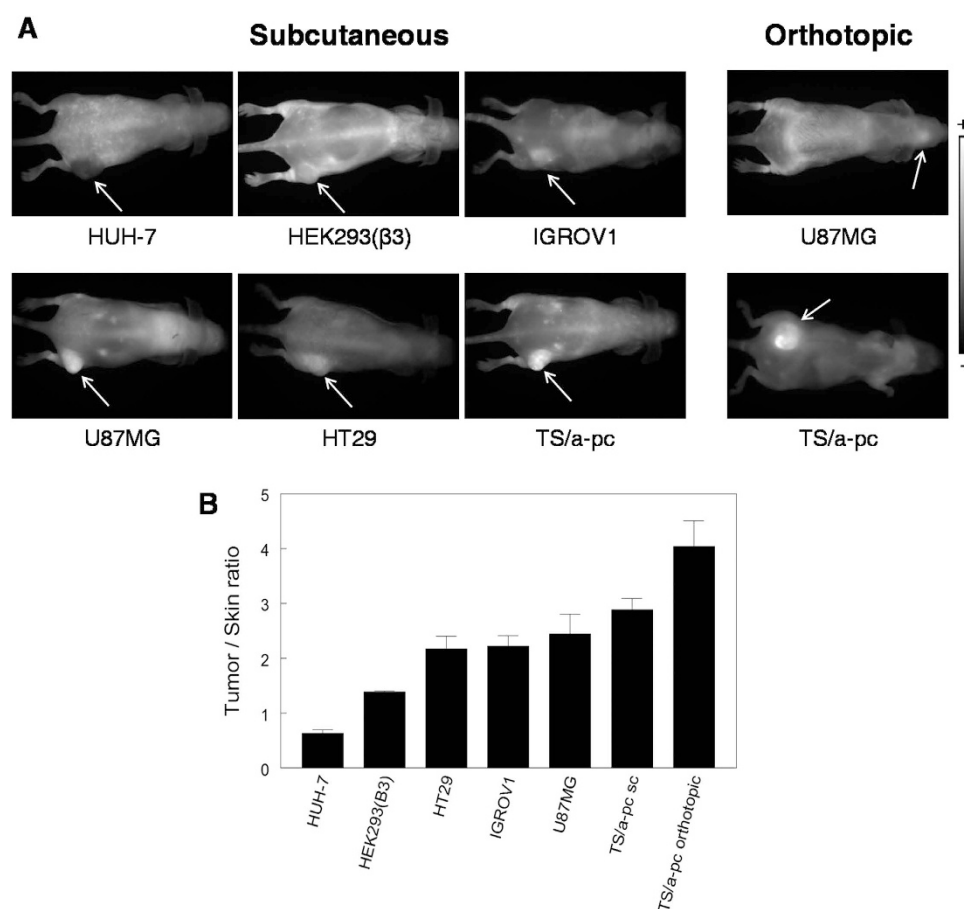 A
Subcutaneous
Orthotopic
HUH-7
HEK293(β3)
IGROV1
U87MG
+
-
U87MG
HT29
TS/a-pc
TS/a-pc
B
Tumor / Skin ratio
5
4
3
2
1
0
HUH-7
HEK293(B3)
HT29
IGROV1
U87MG
TS/a-pc sc
TS/a-pc orthotopic